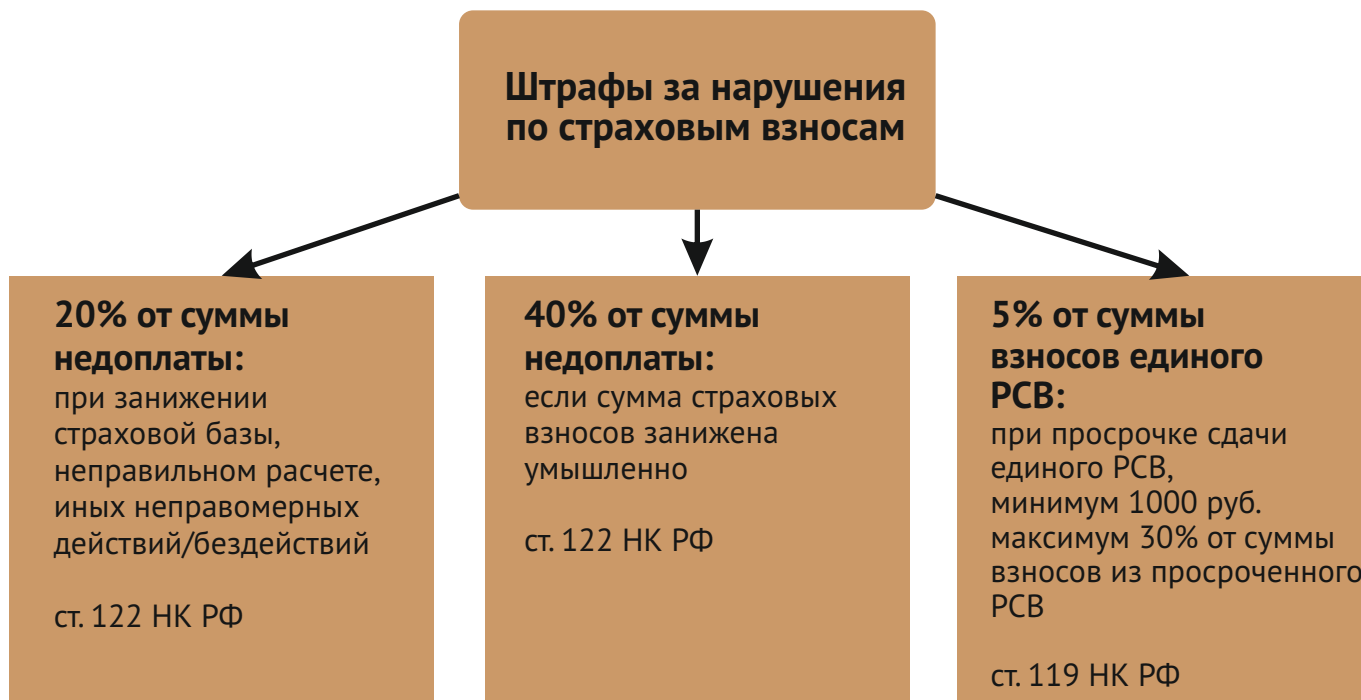 Штрафы за нарушения
по страховым взносам
20% от суммы
недоплаты:
при занижении
страховой базы,
неправильном расчете,
иных неправомерных
действий/бездействий
ст. 122 НК РФ
40% от суммы
недоплаты:
если сумма страховых
взносов занижена
умышленно
ст. 122 НК РФ
5% от суммы
взносов единого
РСВ:
при просрочке сдачи
единого РСВ,
минимум 1000 руб.
максимум 30% от суммы
взносов из просроченного
РСВ
ст. 119 НК РФ